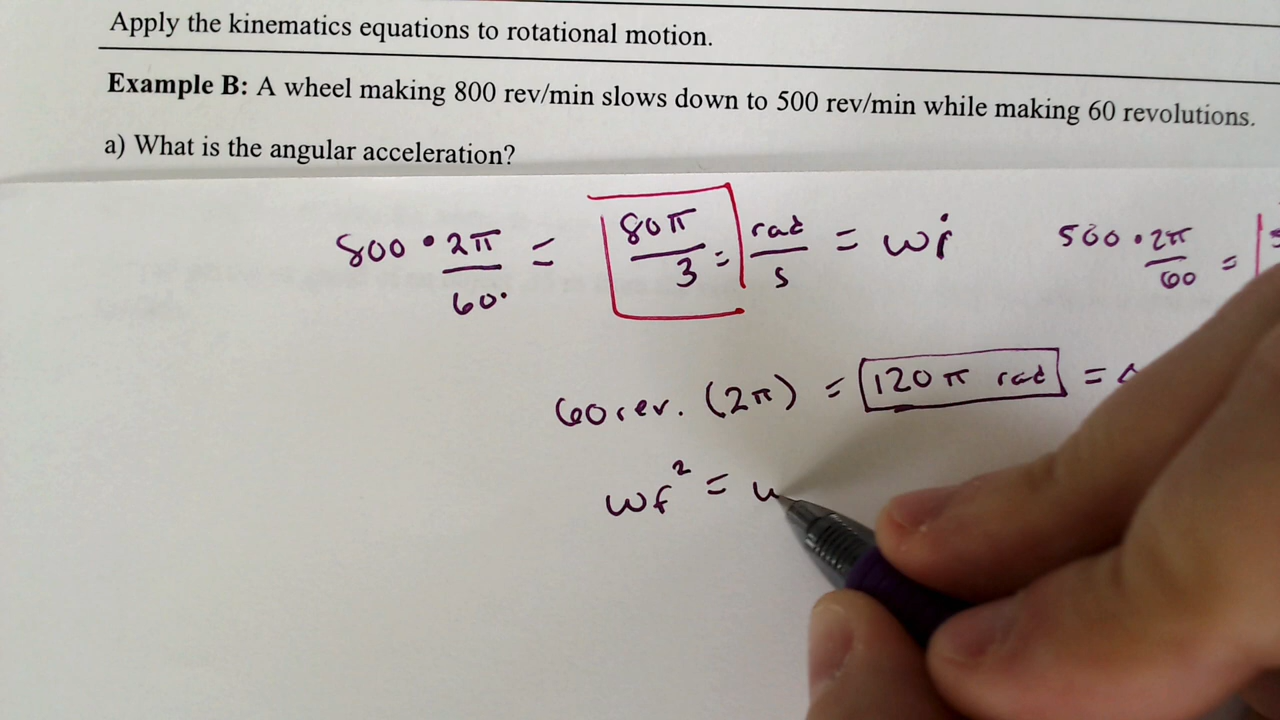 Apply the kinematics equations to rotational motion.
Example B: A wheel making 800 rev/min slows down to 500 rev/min while making 60 revolutions.
a) What is the angular acceleration?
800 • 2π/60 = 80π/3 = rad/s = ωi 500 • 2π/60 =
60 rev. (2π) = 120π rad =
ωf² =